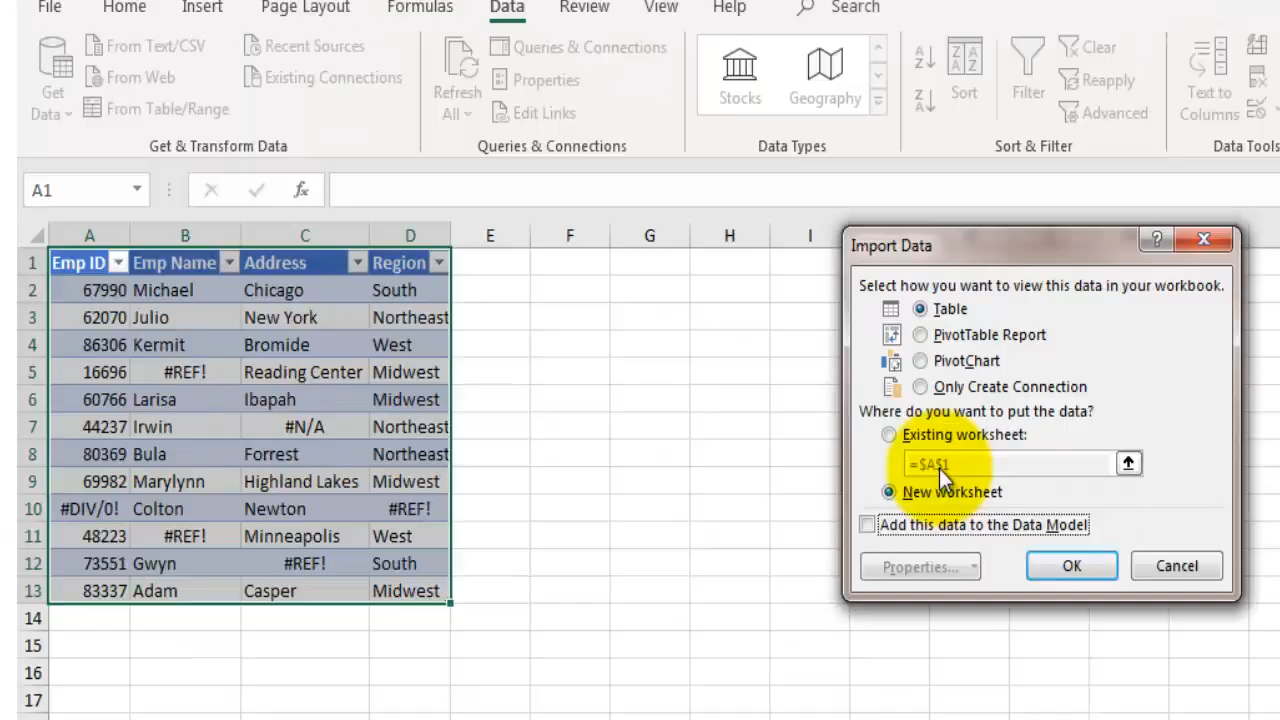 File Home Insert Page Layout Formulas Data Review View Help Search
From Text/CSV Recent Sources Queries & Connections Clear
From Web Existing Connections Properties Reapply
Get Data From Table/Range Refresh All Edit Links Stocks Geography Sort Filter Advanced Text to Columns
Get & Transform Data Queries & Connections Data Types Sort & Filter Data Tools
A1 fx
A B C D E F G H I
1 Emp ID Emp Name Address Region
2 67990 Michael Chicago South
3 62070 Julio New York Northeast
4 86306 Kermit Bromide West
5 16696 #REF! Reading Center Midwest
6 60766 Larisa Ibapah Midwest
7 44237 Irwin #N/A Northeast
8 80369 Bula Forrest Northeast
9 69982 Marylynn Highland Lakes Midwest
10 #DIV/0! Colton Newton #REF!
11 48223 #REF! Minneapolis West
12 73551 Gwyn #REF! South
13 83337 Adam Casper Midwest
14
15
16
17
Import Data ?
Select how you want to view this data in your workbook.
Table
PivotTable Report
PivotChart
Only Create Connection
Where do you want to put the data?
Existing worksheet:
=$A$1
New worksheet
Add this data to the Data Model
Properties... OK Cancel